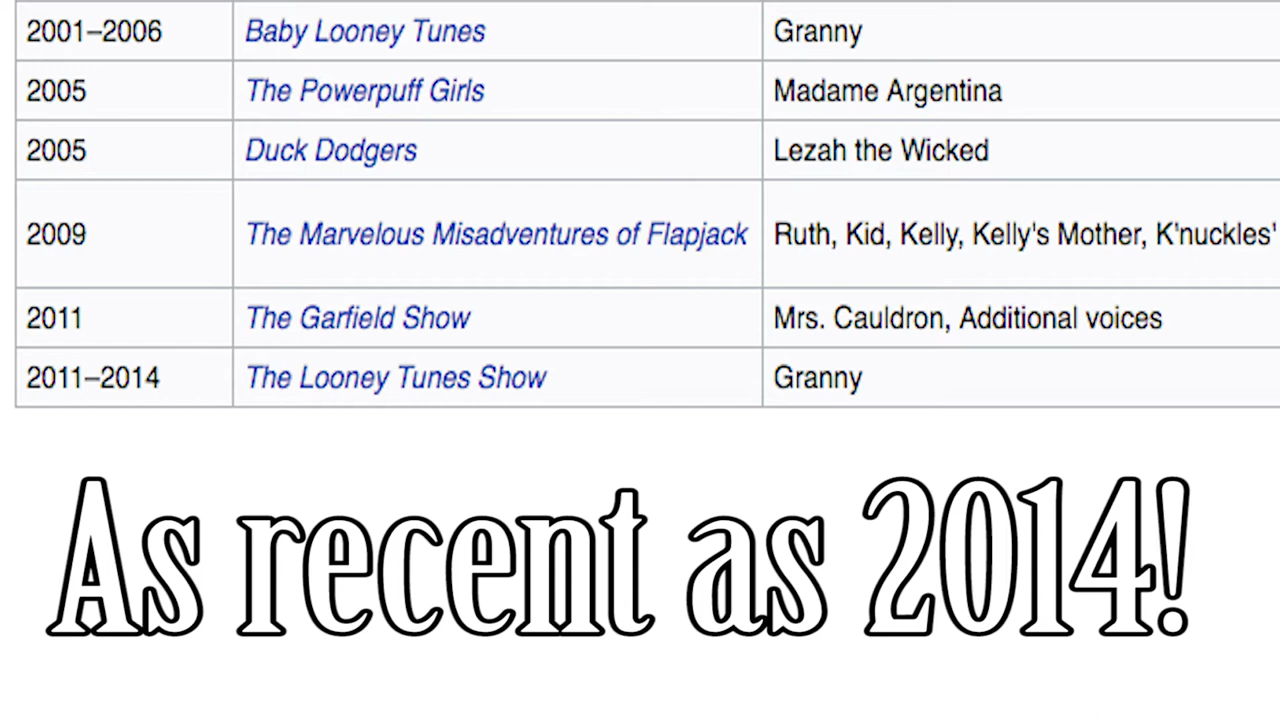 2001–2006 Baby Looney Tunes Granny
2005 The Powerpuff Girls Madame Argentina
2005 Duck Dodgers Lezah the Wicked
2009 The Marvelous Misadventures of Flapjack Ruth, Kid, Kelly, Kelly's Mother, K'nuckles'
2011 The Garfield Show Mrs. Cauldron, Additional voices
2011–2014 The Looney Tunes Show Granny
As recent as 2014!